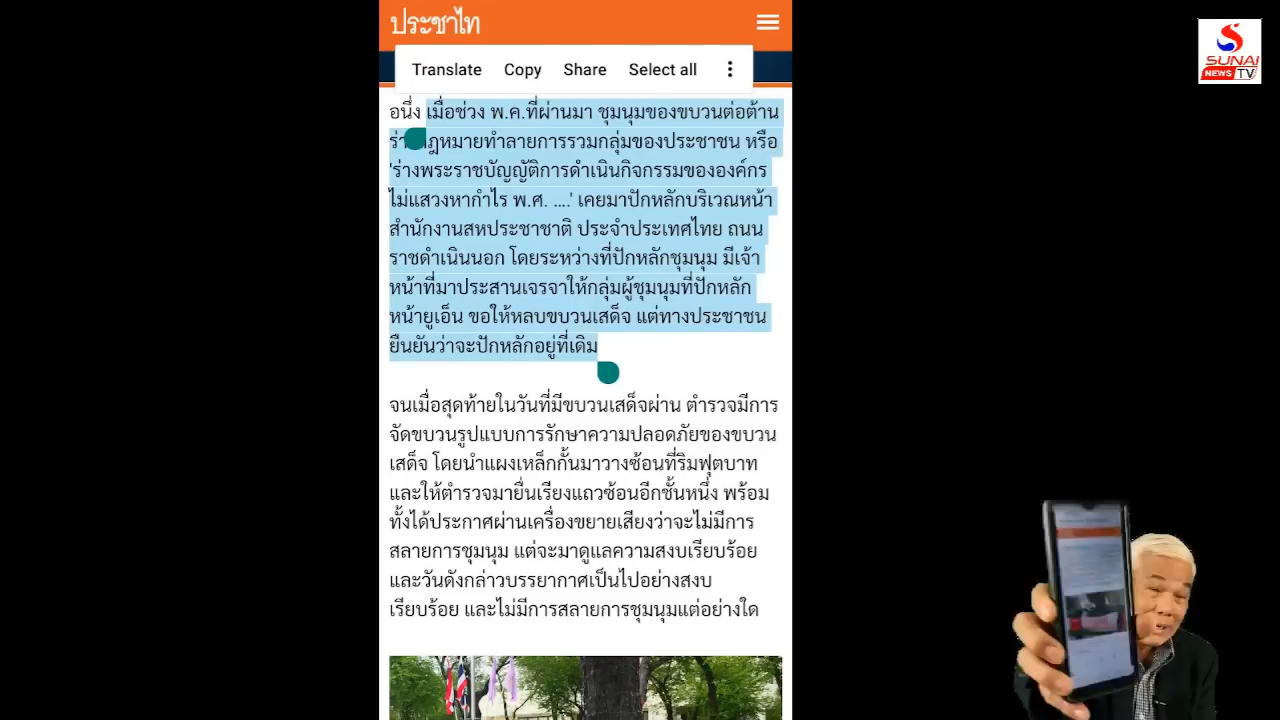 ประชาไท
SUNAI
NEWS TV
Translate Copy Share Select all
อนึ่ง เมื่อช่วง พ.ค.ที่ผ่านมา ชุมนุมของขบวนต่อต้าน
ฎหมายทำลายการรวมกลุ่มของประชาชน หรือ
'ร่างพระราชบัญญัติการดำเนินกิจกรรมขององค์กร
ไม่แสวงหากำไร พ.ศ. ....' เคยมาปักหลักบริเวณหน้า
สำนักงานสหประชาชาติ ประจำประเทศไทย ถนน
ราชดำเนินนอก โดยระหว่างที่ปักหลักชุมนุม มีเจ้า
หน้าที่มาประสานเจรจาให้กลุ่มผู้ชุมนุมที่ปักหลัก
หน้ายูเอ็น ขอให้หลบขบวนเสด็จ แต่ทางประชาชน
ยืนยันว่าจะปักหลักอยู่ที่เดิม
จนเมื่อสุดท้ายในวันที่มีขบวนเสด็จผ่าน ตำรวจมีการ
จัดขบวนรูปแบบการรักษาความปลอดภัยของขบวน
เสด็จ โดยนำแผงเหล็กกั้นมาวางซ้อนที่ริมฟุตบาท
และให้ตำรวจมายื่นเรียงแถวซ้อนอีกชั้นหนึ่ง พร้อม
ทั้งได้ประกาศผ่านเครื่องขยายเสียงว่าจะไม่มีการ
สลายการชุมนุม แต่จะมาดูแลความสงบเรียบร้อย
และวันดังกล่าวบรรยากาศเป็นไปอย่างสงบ
เรียบร้อย และไม่มีการสลายการชุมนุมแต่อย่างใด